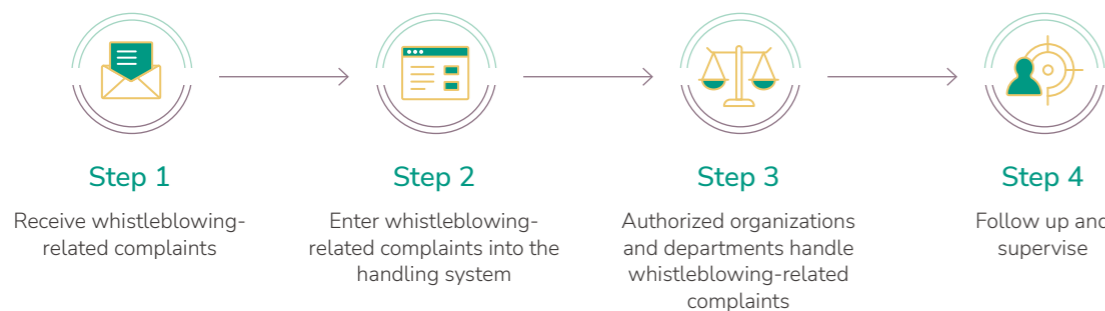 Step 1
Receive whistleblowing-
related complaints
Step 2
Enter whistleblowing-
related complaints into the
handling system
Step 3
Authorized organizations
and departments handle
whistleblowing-related
complaints
Step 4
Follow up and
supervise